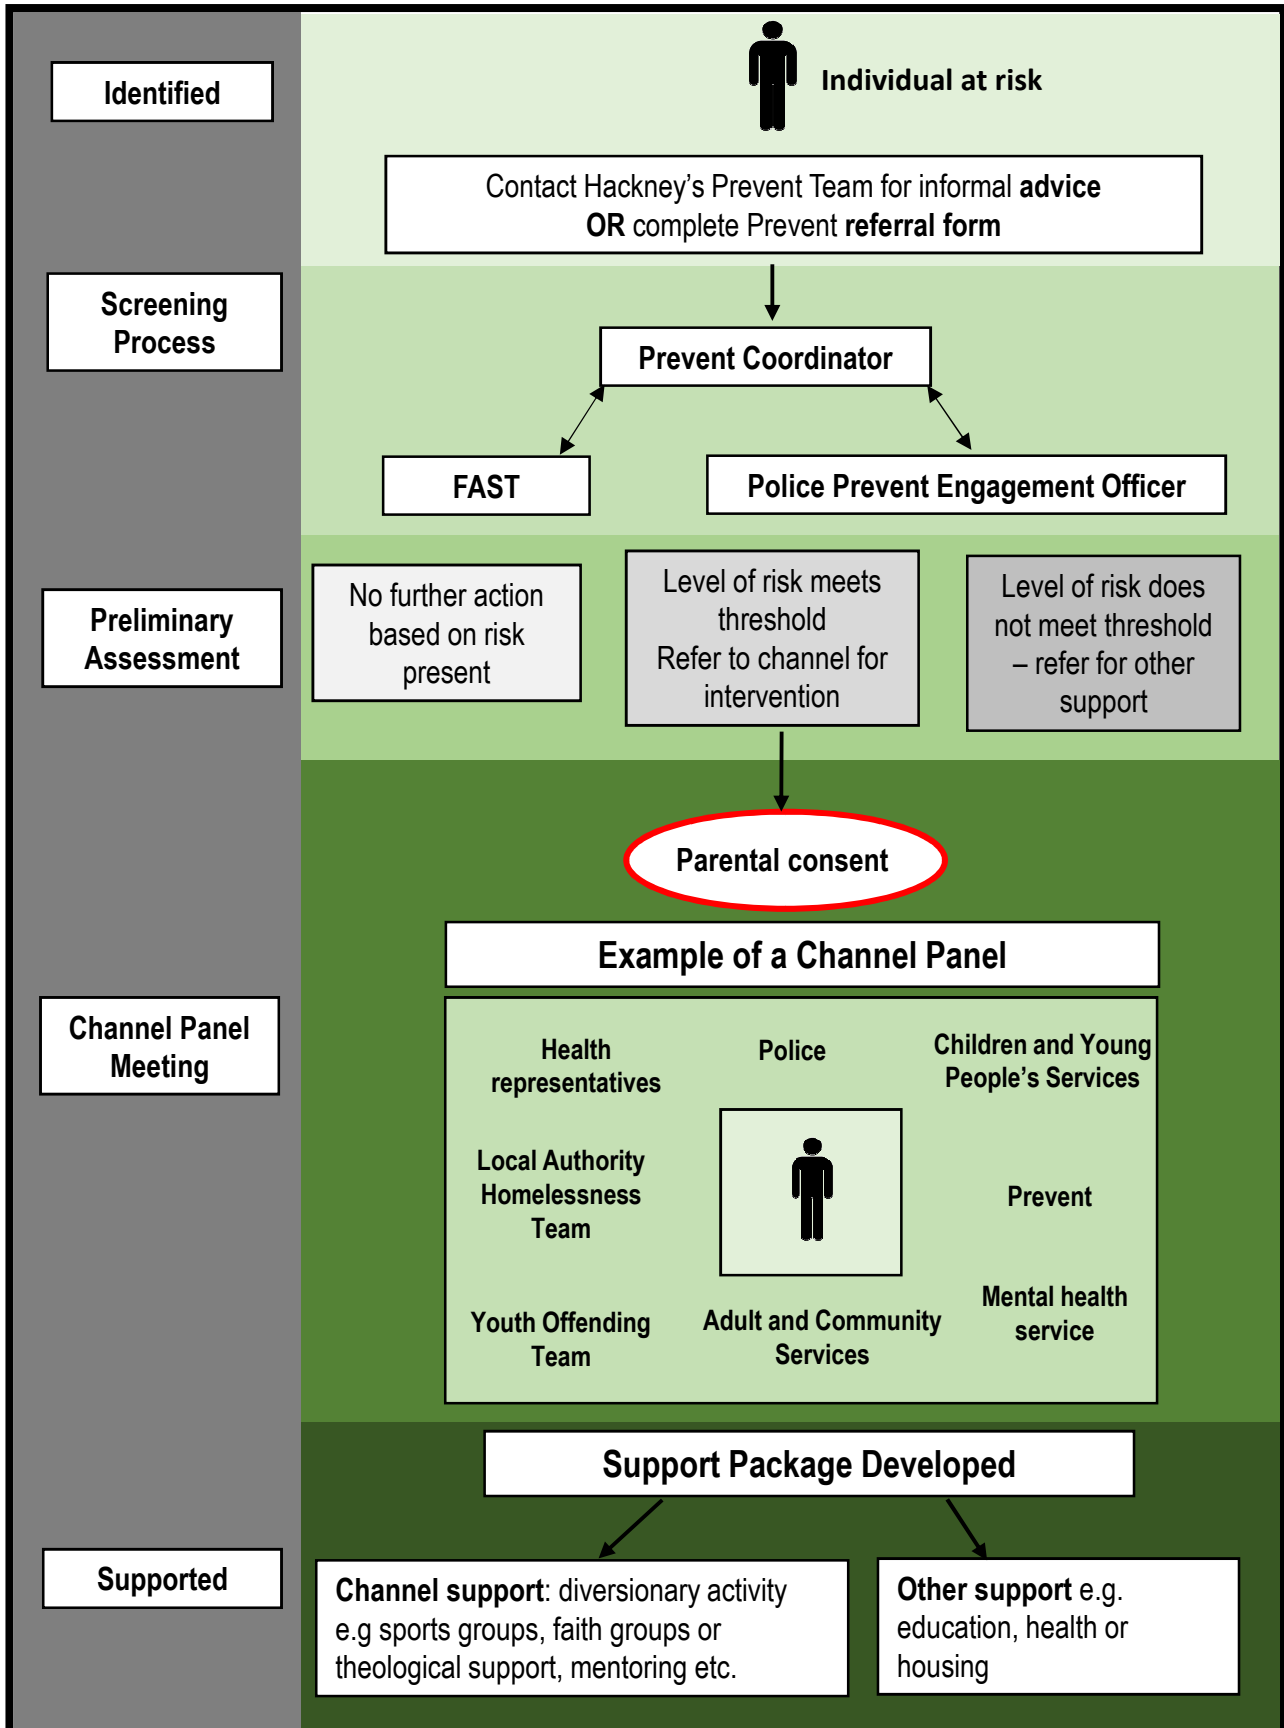 Identified
Individual at risk
Contact Hackney's Prevent Team for informal advice
OR complete Prevent referral form
Screening
Process
Prevent Coordinator
FAST
Police Prevent Engagement Officer
Preliminary
Assessment
No further action
based on risk
present
Level of risk meets
threshold
Refer to channel for
intervention
Level of risk does
not meet threshold
– refer for other
support
Parental consent
Example of a Channel Panel
Channel Panel
Meeting
Health
representatives
Police
Children and Young
People's Services
Local Authority
Homelessness
Team
Prevent
Youth Offending
Team
Adult and Community
Services
Mental health
service
Support Package Developed
Supported
Channel support: diversionary activity
e.g sports groups, faith groups or
theological support, mentoring etc.
Other support e.g.
education, health or
housing